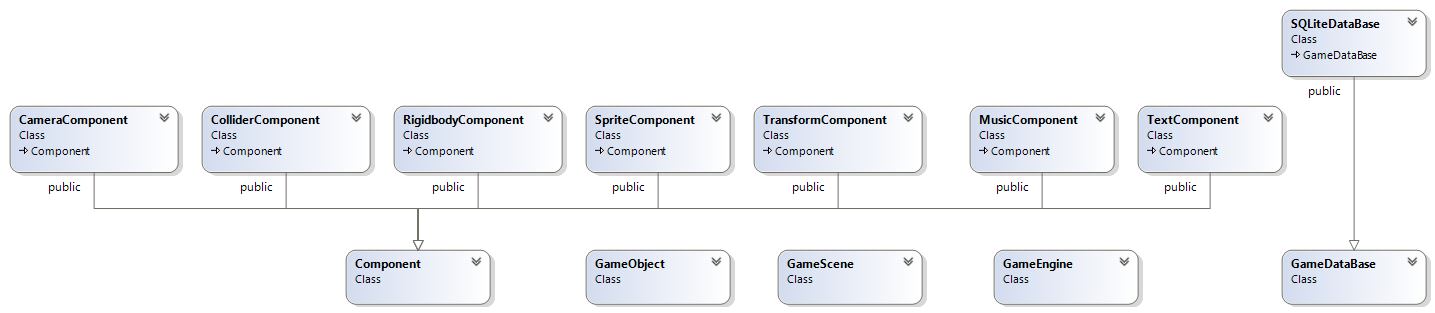 SQLiteDataBase
Class
GameDataBase
public
CameraComponent
Class
Component
public
ColliderComponent
Class
Component
public
RigidbodyComponent
Class
Component
public
SpriteComponent
Class
Component
public
TransformComponent
Class
Component
public
MusicComponent
Class
Component
public
TextComponent
Class
Component
public
Component
Class
GameObject
Class
GameScene
Class
GameEngine
Class
GameDataBase
Class